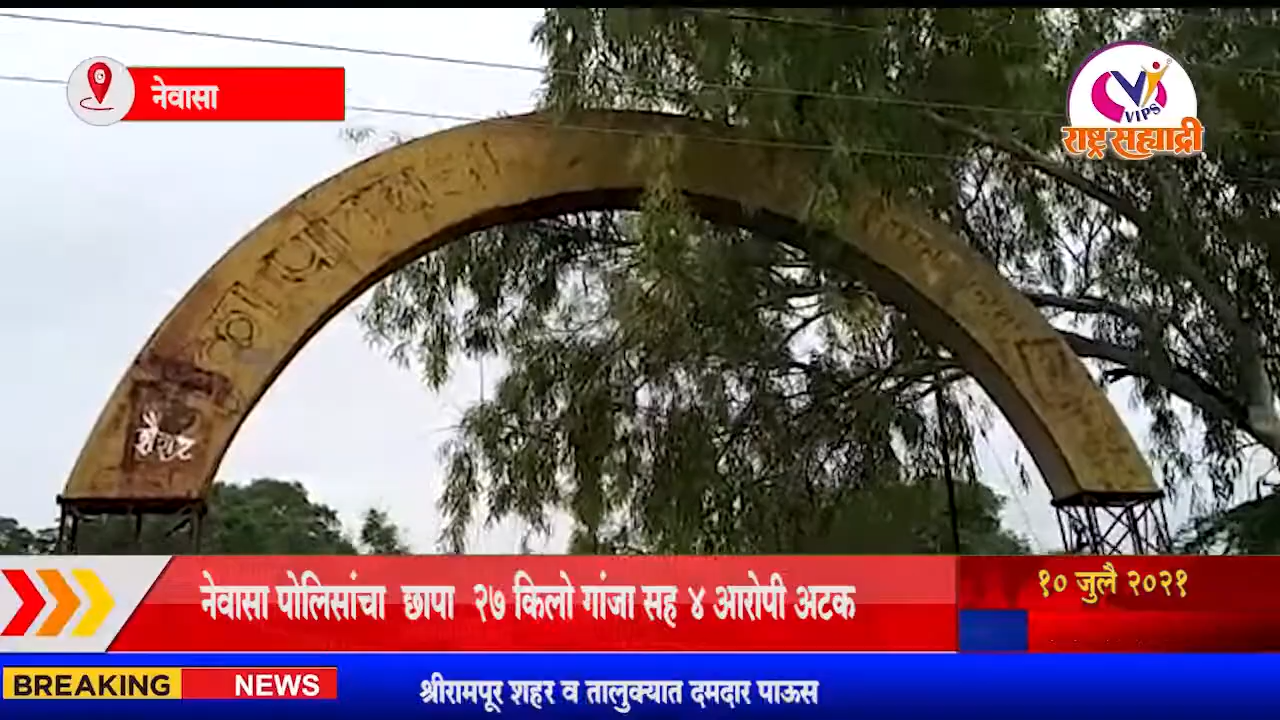 नेवासा
VIPS
राष्ट्र सह्याद्री
सैराट
नेवासा पोलिसांचा छापा २७ किलो गांजा सह ४ आरोपी अटक
१० जुलै २०२१
BREAKING NEWS
श्रीरामपूर शहर व तालुक्यात दमदार पाऊस